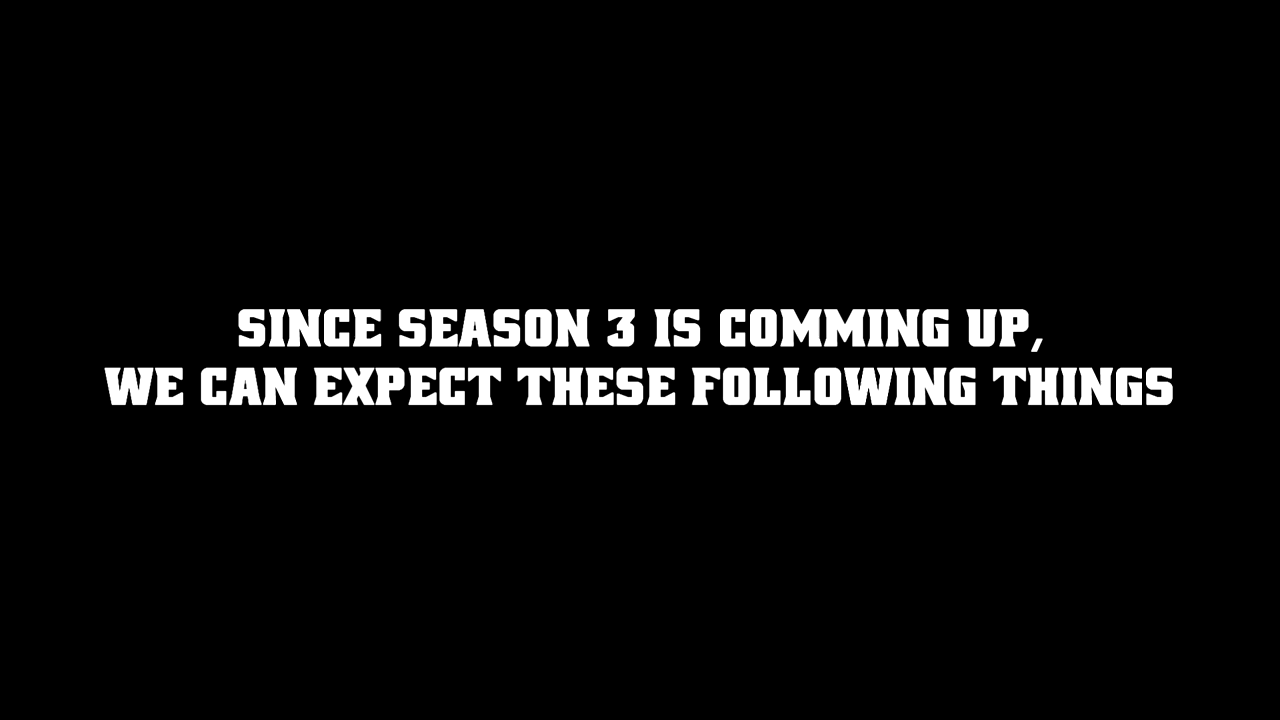 SINCE SEASON 3 IS COMMING UP,
WE CAN EXPECT THESE FOLLOWING THINGS